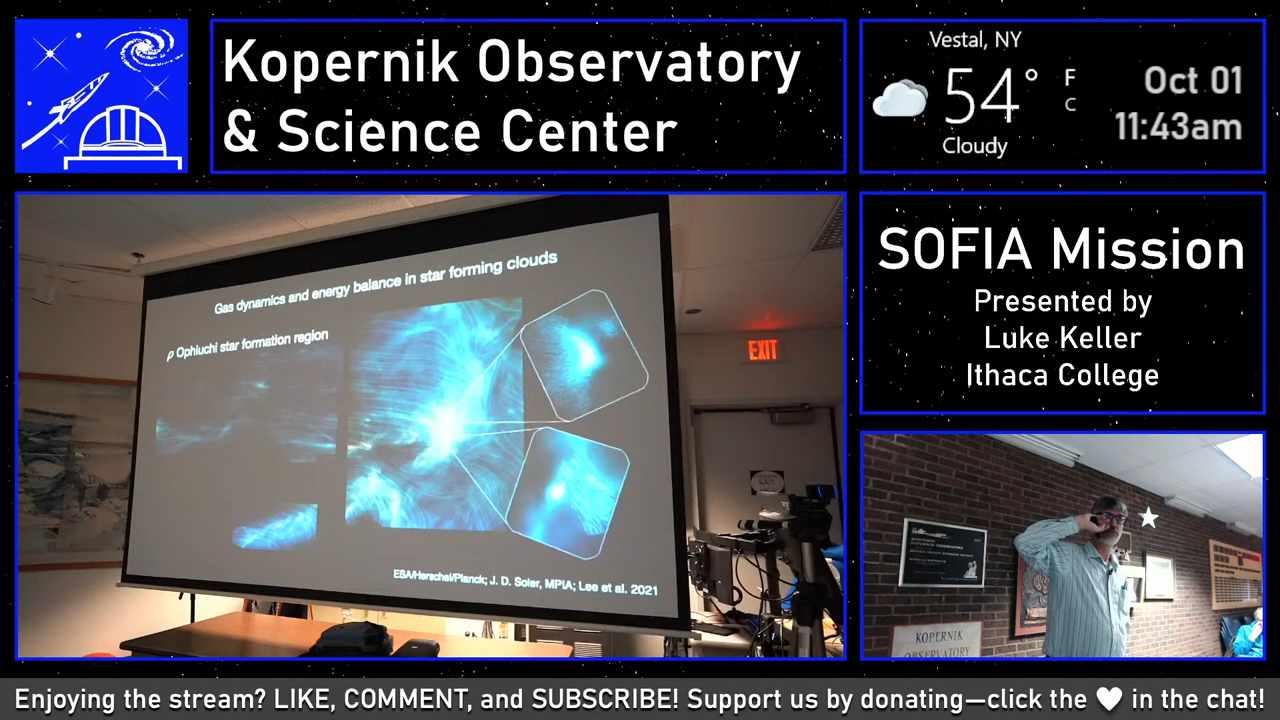 Kopernik Observatory
& Science Center
Vestal, NY
54°
F
C
Cloudy
Oct 01
11:43am
Gas dynamics and energy balance in star forming clouds
ρ Ophiuchi star formation region
ESA/Herschel/Planck; J. D. Soler, MPIA; Lee et al. 2021
EXIT
SOFIA Mission
Presented by
Luke Keller
Ithaca College
KOPERNIK
OBSERVATORY
Enjoying the stream? LIKE, COMMENT, and SUBSCRIBE! Support us by donating—click the ♥ in the chat!